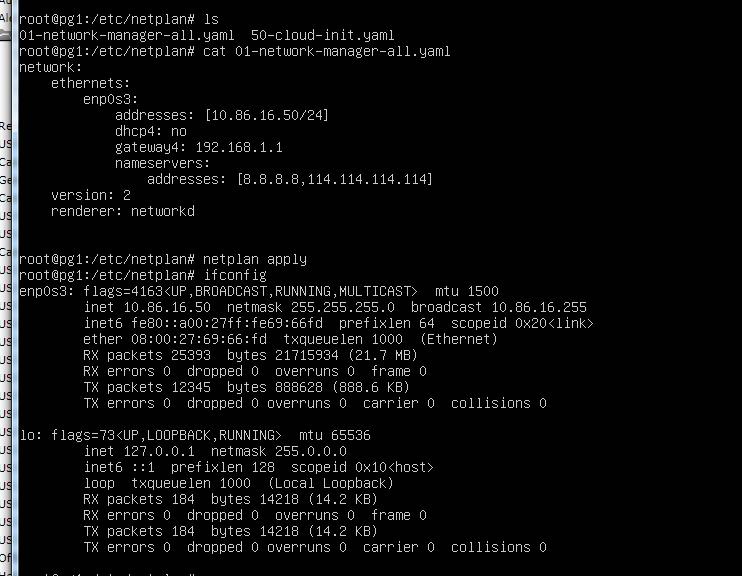 root@pg1:/etc/netplan# ls
01-network-manager-all.yaml  50-cloud-init.yaml
root@pg1:/etc/netplan# cat 01-network-manager-all.yaml
network:
    ethernets:
        enp0s3:
            addresses: [10.86.16.50/24]
            dhcp4: no
            gateway4: 192.168.1.1
            nameservers:
                addresses: [8.8.8.8,114.114.114.114]
    version: 2
    renderer: networkd
root@pg1:/etc/netplan# netplan apply
root@pg1:/etc/netplan# ifconfig
enp0s3: flags=4163<UP,BROADCAST,RUNNING,MULTICAST>  mtu 1500
        inet 10.86.16.50  netmask 255.255.255.0  broadcast 10.86.16.255
        inet6 fe80::a00:27ff:fe69:66fd  prefixlen 64  scopeid 0x20<link>
        ether 08:00:27:69:66:fd  txqueuelen 1000  (Ethernet)
        RX packets 25393  bytes 21715934 (21.7 MB)
        RX errors 0  dropped 0  overruns 0  frame 0
        TX packets 12345  bytes 888628 (888.6 KB)
        TX errors 0  dropped 0 overruns 0  carrier 0  collisions 0
lo: flags=73<UP,LOOPBACK,RUNNING>  mtu 65536
        inet 127.0.0.1  netmask 255.0.0.0
        inet6 ::1  prefixlen 128  scopeid 0x10<host>
        loop  txqueuelen 1000  (Local Loopback)
        RX packets 184  bytes 14218 (14.2 KB)
        RX errors 0  dropped 0  overruns 0  frame 0
        TX packets 184  bytes 14218 (14.2 KB)
        TX errors 0  dropped 0 overruns 0  carrier 0  collisions 0